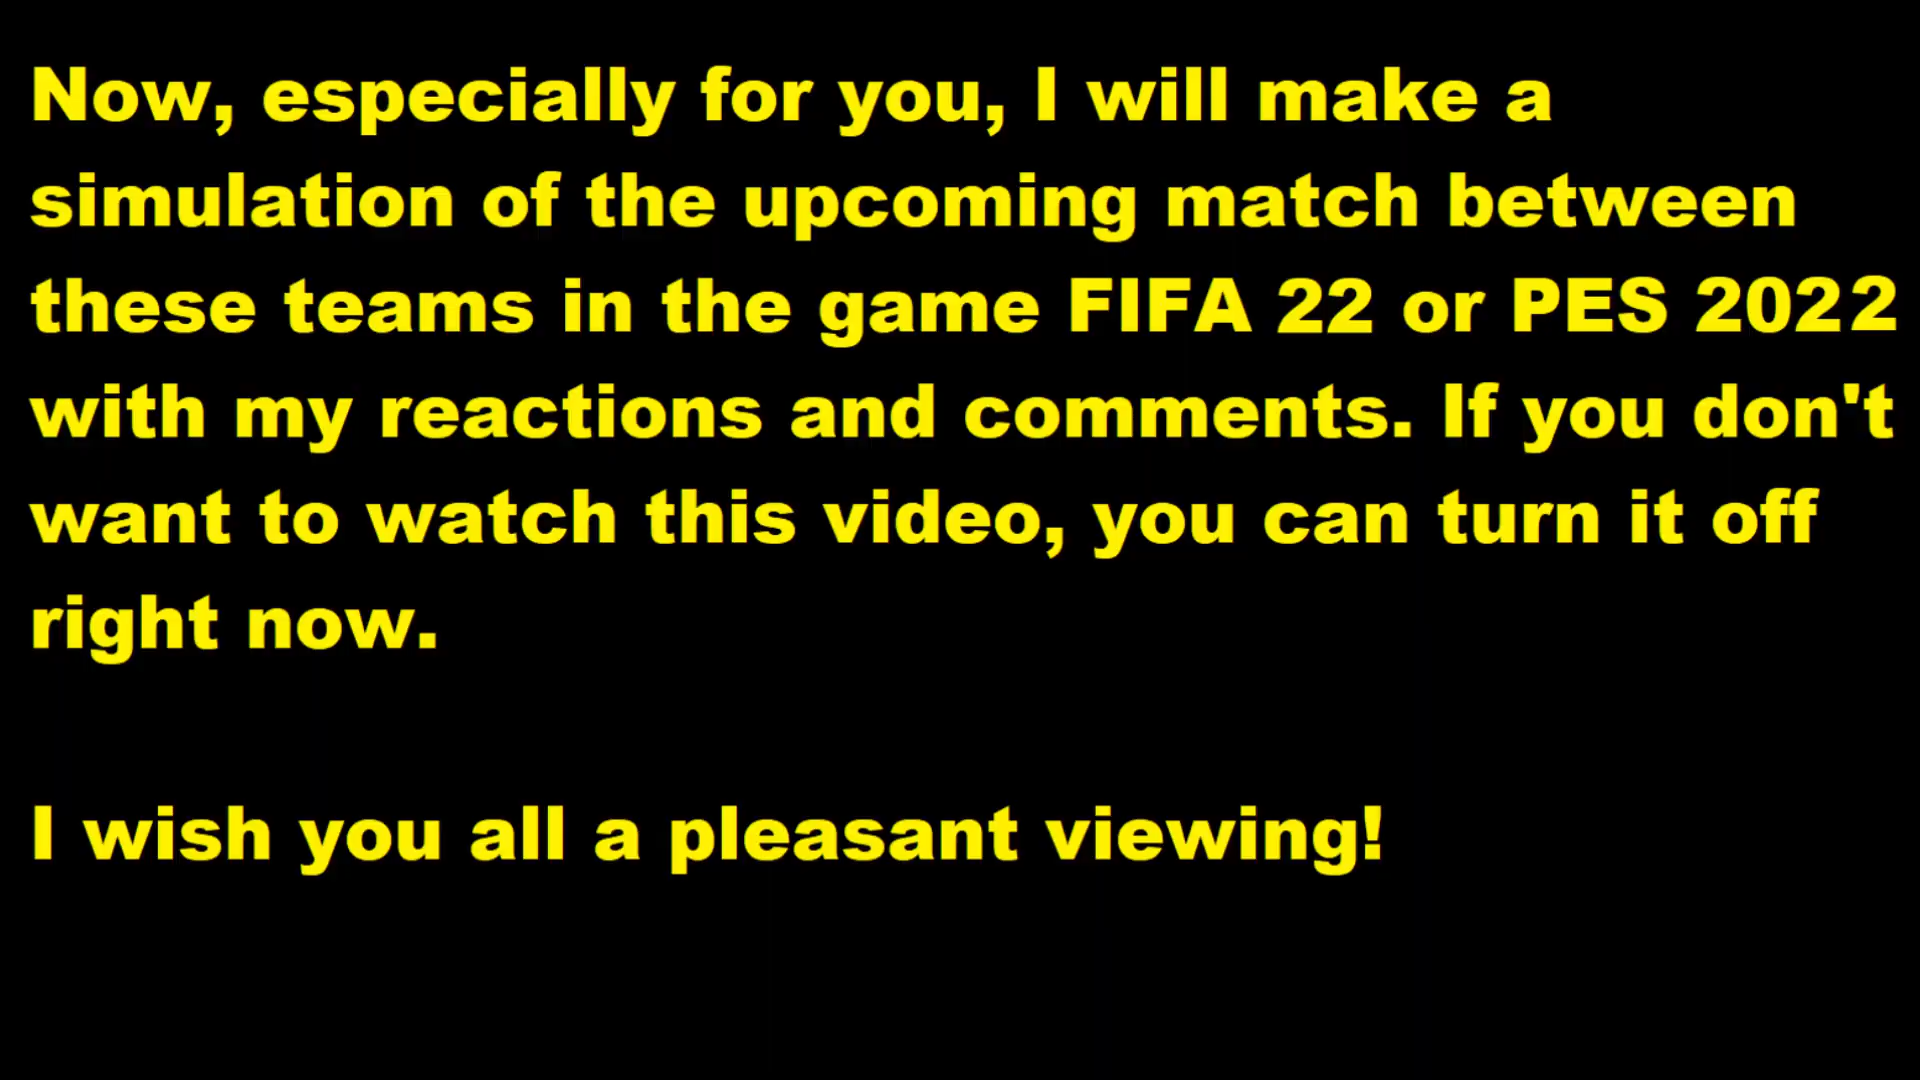 Now, especially for you, I will make a
simulation of the upcoming match between
these teams in the game FIFA 22 or PES 2022
with my reactions and comments. If you don't
want to watch this video, you can turn it off
right now.
I wish you all a pleasant viewing!